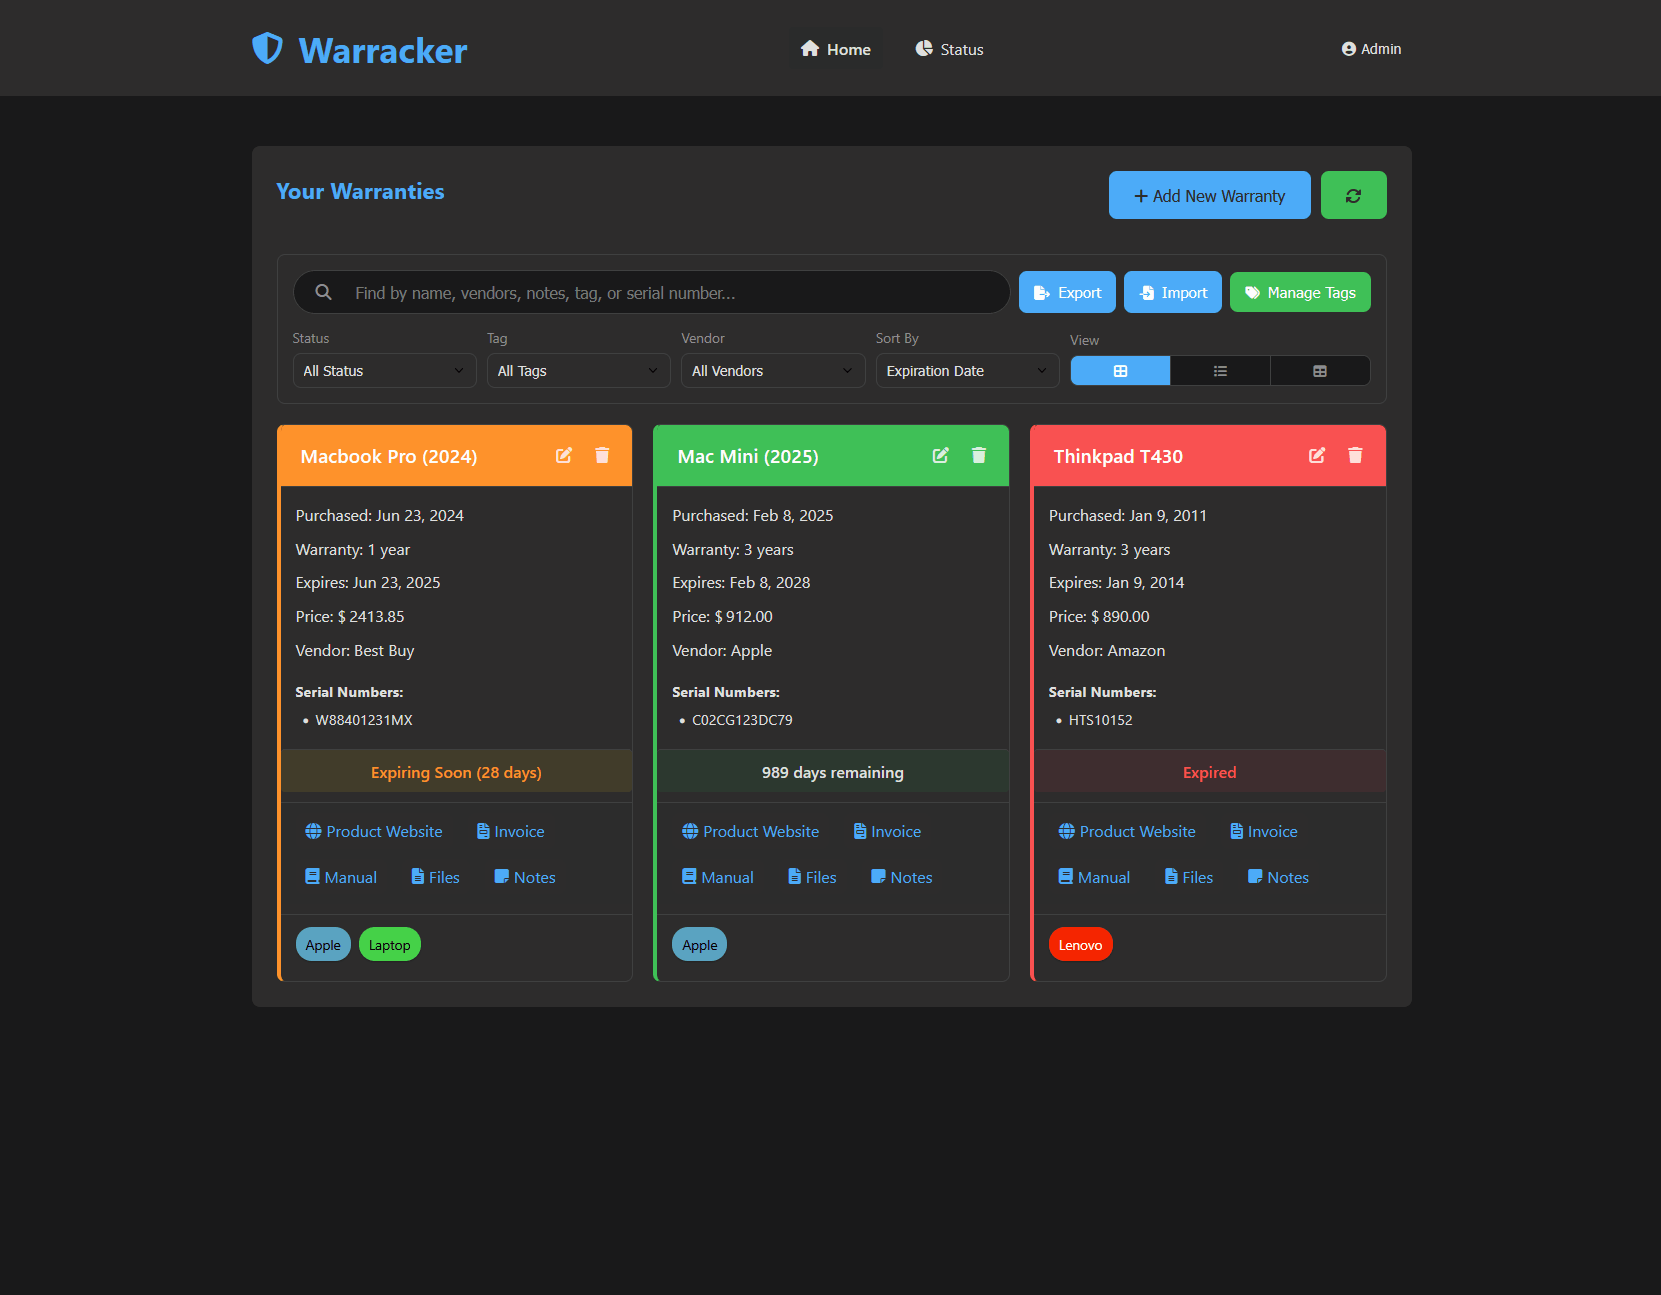 Warracker
Home
Status
Admin
Your Warranties
Add New Warranty
Find by name, vendors, notes, tag, or serial number...
Export
Import
Manage Tags
Status
Tag
Vendor
Sort By
View
All Status
All Tags
All Vendors
Expiration Date
Macbook Pro (2024)
Purchased: Jun 23, 2024
Warranty: 1 year
Expires: Jun 23, 2025
Price: $ 2413.85
Vendor: Best Buy
Serial Numbers:
• W88401231MX
Expiring Soon (28 days)
Product Website
Invoice
Manual
Files
Notes
Apple
Laptop
Mac Mini (2025)
Purchased: Feb 8, 2025
Warranty: 3 years
Expires: Feb 8, 2028
Price: $ 912.00
Vendor: Apple
Serial Numbers:
• C02CG123DC79
989 days remaining
Product Website
Invoice
Manual
Files
Notes
Apple
Thinkpad T430
Purchased: Jan 9, 2011
Warranty: 3 years
Expires: Jan 9, 2014
Price: $ 890.00
Vendor: Amazon
Serial Numbers:
• HTS10152
Expired
Product Website
Invoice
Manual
Files
Notes
Lenovo